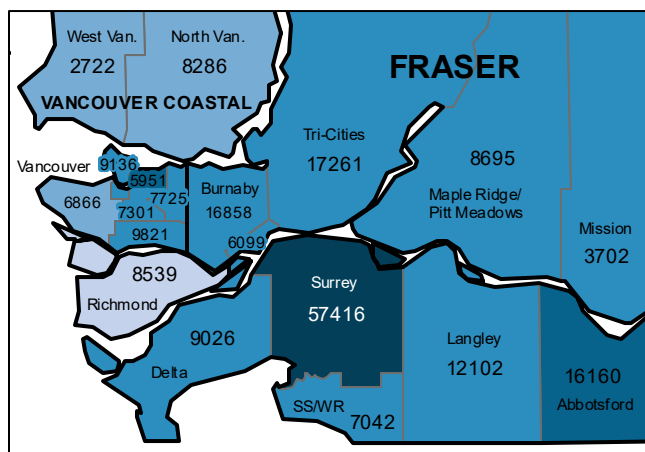 West Van.
2722
North Van.
8286
VANCOUVER COASTAL
FRASER
Tri-Cities
17261
8695
Maple Ridge/
Pitt Meadows
Mission
3702
Vancouver
9136
5951
6866
7725
7301
9821
Burnaby
16858
6099
8539
Richmond
Surrey
57416
9026
Delta
Langley
12102
16160
Abbotsford
SS/WR
7042